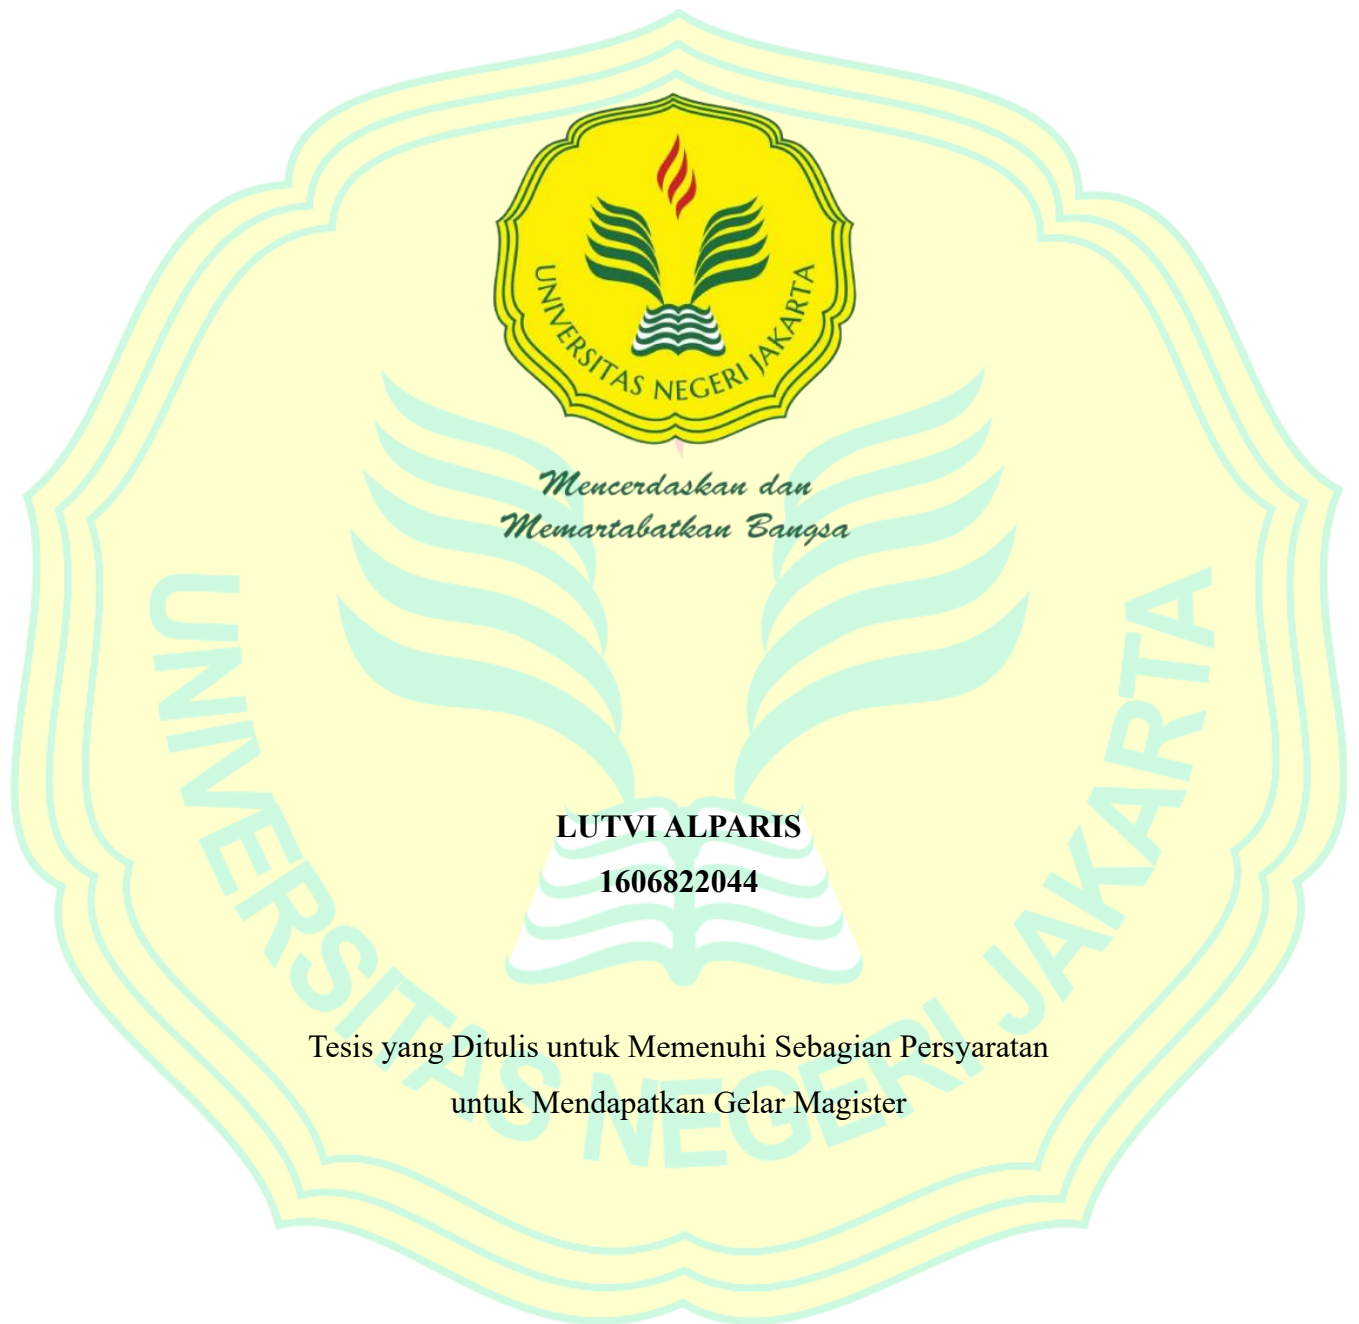 UNIVERSITAS NEGERI JAKARTA
Mencerdaskan dan
Memartabatkan Bangsa
UNIVERSITAS NEGERI JAKARTA
LUTVI ALPARIS
1606822044
Tesis yang Ditulis untuk Memenuhi Sebagian Persyaratan
untuk Mendapatkan Gelar Magister